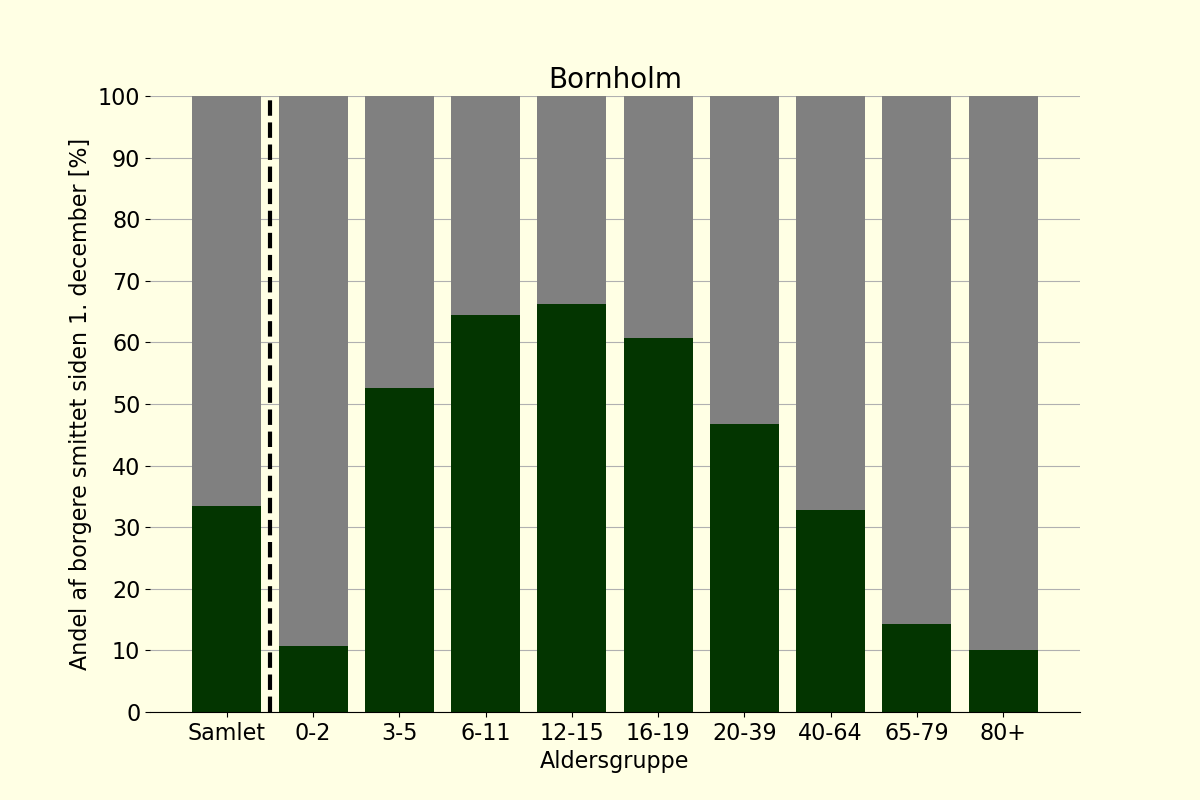 Bornholm
Andel af borgere smittet siden 1. december [%]
100
90
80
70
60
50
40
30
20
10
0
Samlet 0-2 3-5 6-11 12-15 16-19 20-39 40-64 65-79 80+
Aldersgruppe